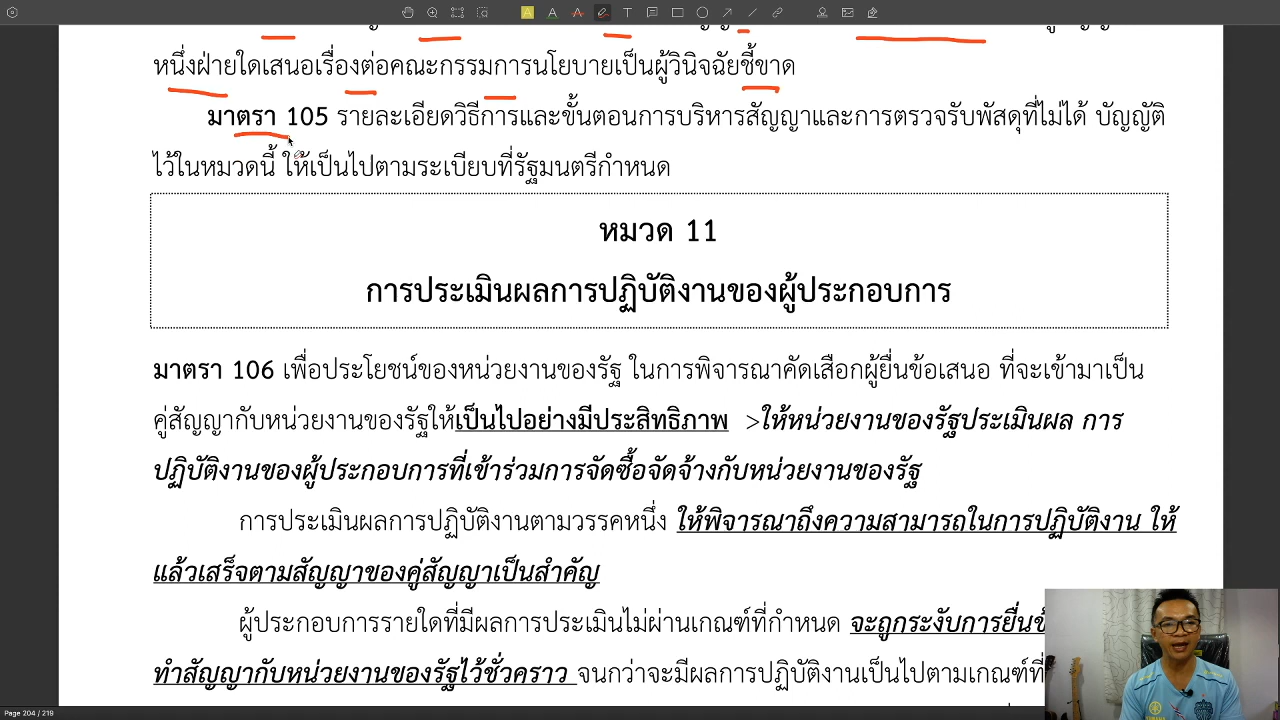 หนึ่งฝ่ายใดเสนอเรื่องต่อคณะกรรมการนโยบายเป็นผู้วินิจฉัยชี้ขาด
มาตรา 105 รายละเอียดวิธีการและขั้นตอนการบริหารสัญญาและการตรวจรับพัสดุที่ไม่ได้ บัญญัติ
ไว้ในหมวดนี้ ให้เป็นไปตามระเบียบที่รัฐมนตรีกำหนด
หมวด 11
การประเมินผลการปฏิบัติงานของผู้ประกอบการ
มาตรา 106 เพื่อประโยชน์ของหน่วยงานของรัฐ ในการพิจารณาคัดเสือกผู้ยื่นข้อเสนอ ที่จะเข้ามาเป็น
คู่สัญญากับหน่วยงานของรัฐให้เป็นไปอย่างมีประสิทธิภาพ >ให้หน่วยงานของรัฐประเมินผล การ
ปฏิบัติงานของผู้ประกอบการที่เข้าร่วมการจัดซื้อจัดจ้างกับหน่วยงานของรัฐ
การประเมินผลการปฏิบัติงานตามวรรคหนึ่ง ให้พิจารณาถึงความสามารถในการปฏิบัติงาน ให้
แล้วเสร็จตามสัญญาของคู่สัญญาเป็นสำคัญ
ผู้ประกอบการรายใดที่มีผลการประเมินไม่ผ่านเกณฑ์ที่กำหนด จะถูกระงับการยื่น
ทำสัญญากับหน่วยงานของรัฐไว้ชั่วคราว จนกว่าจะมีผลการปฏิบัติงานเป็นไปตามเกณฑ์ที่
Page 204 / 219